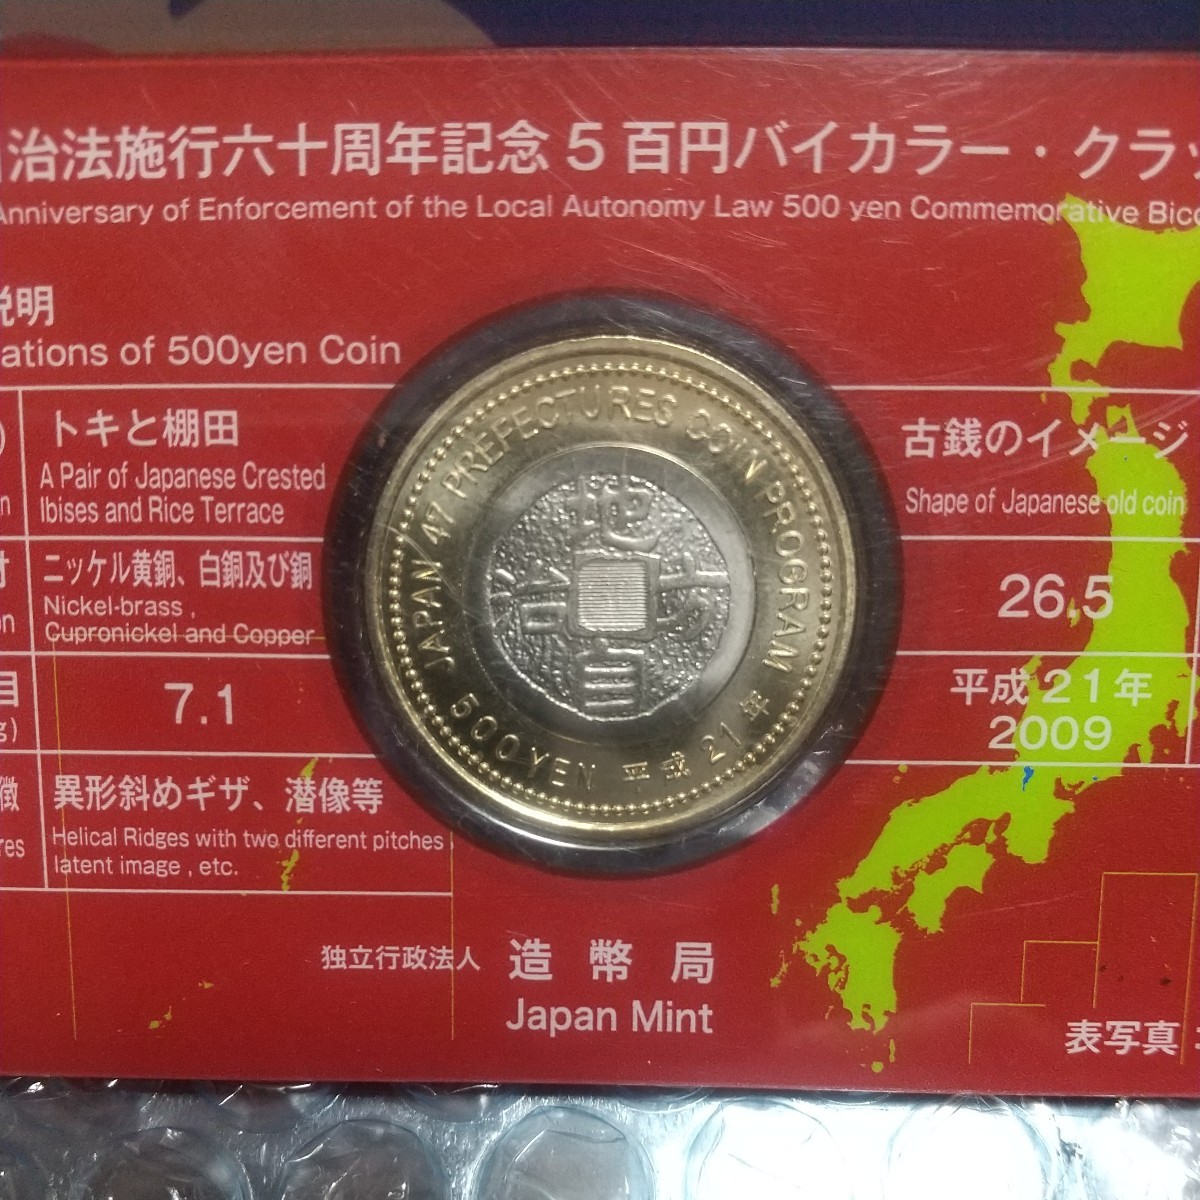 治法施行六十周年記念5百円バイカラー・クラッ
Anniversary of Enforcement of the Local Autonomy Law 500 yen Commemorative Bico
説明
ations of 500yen Coin
トキと棚田
A Pair of Japanese Crested
Ibises and Rice Terrace
古銭のイメージ
Shape of Japanese old coin
ニッケル黄銅、白銅及び銅
Nickel-brass ,
Cupronickel and Copper
26.5
7.1
平成21年
2009
異形斜めギザ、潜像等
Helical Ridges with two different pitches
latent image , etc.
JAPAN 47 PREFECTURES COIN PROGRAM
地方自治
500YEN 平成21年
独立行政法人 造幣局
Japan Mint
表写真